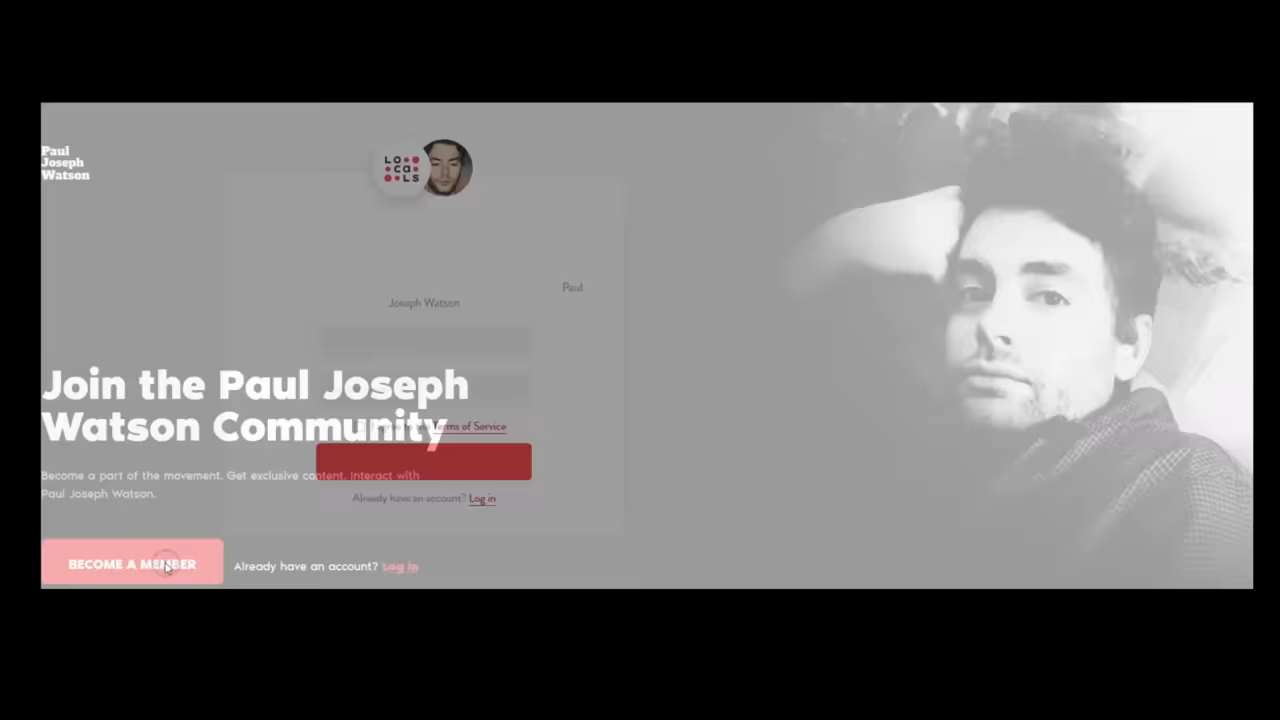 Paul
Joseph
Watson
LO
ca
LS
Paul
Joseph Watson
Join the Paul Joseph
Watson Community
Terms of Service
Become a part of the movement. Get exclusive content. Interact with
Paul Joseph Watson.
Already have an account? Log in
BECOME A MEMBER
Already have an account? Log in